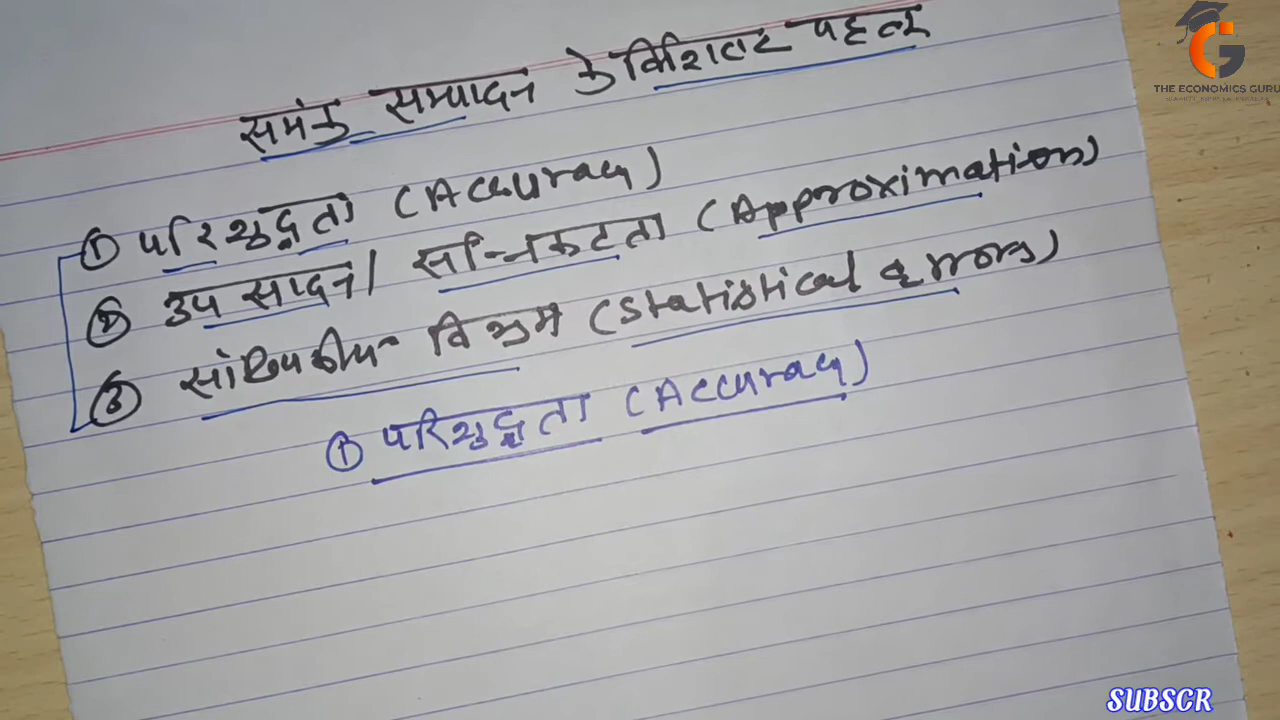 समंक सम्पादन के विशिष्ट पहलू
① परिशुद्धता (Accuracy)
② उप सादन / सन्निकटता (Approximation)
③ सांख्यिकीय विभ्रम (Statistical errors)
① परिशुद्धता (Accuracy)
G
THE ECONOMICS GURU
SUBSCR